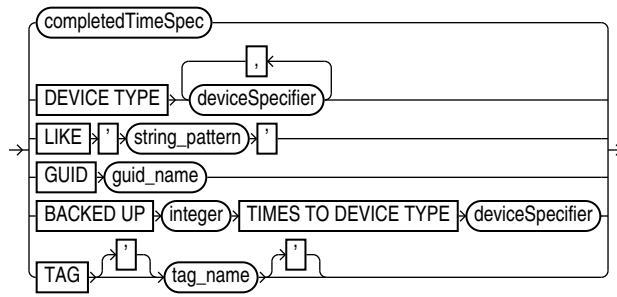 completedTimeSpec
,
DEVICE TYPE deviceSpecifier
LIKE ' string_pattern '
GUID guid_name
BACKED UP integer TIMES TO DEVICE TYPE deviceSpecifier
' '
TAG tag_name